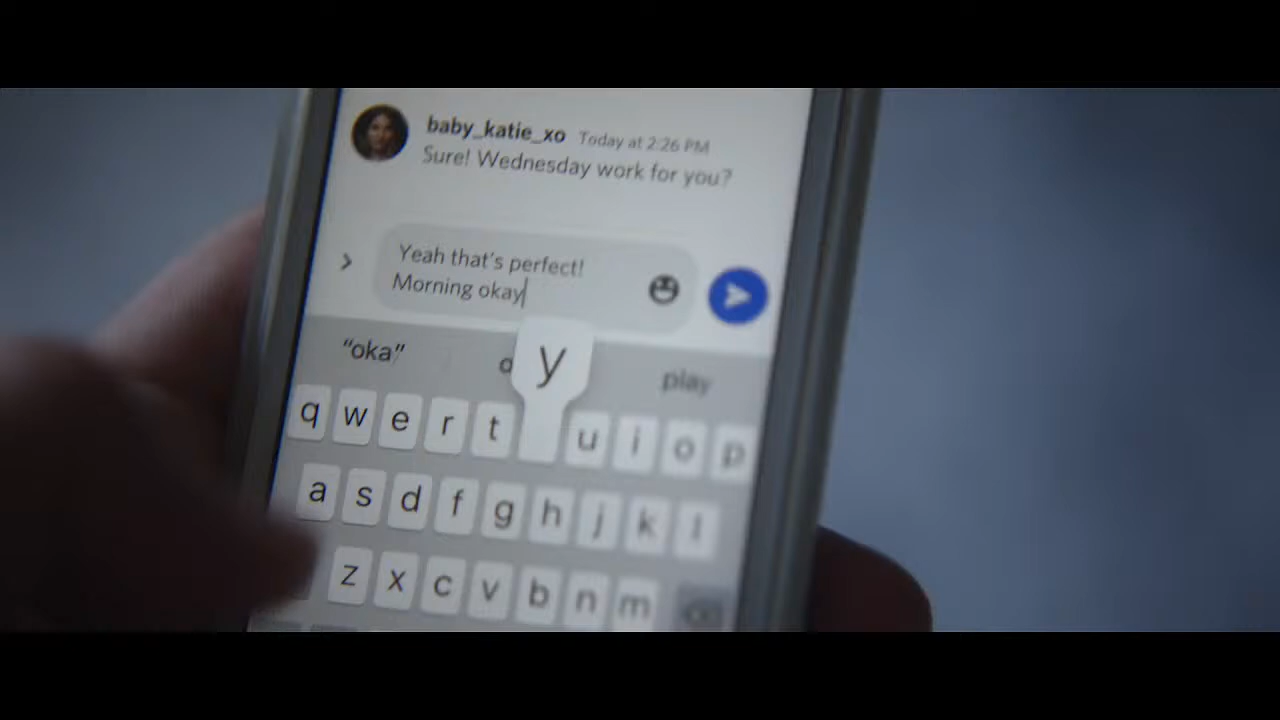 baby_katie_xo Today at 2:26 PM
Sure! Wednesday work for you?
Yeah that's perfect!
Morning okay
"oka" play
y
q w e r t u i o p
a s d f g h j k l
z x c v b n m